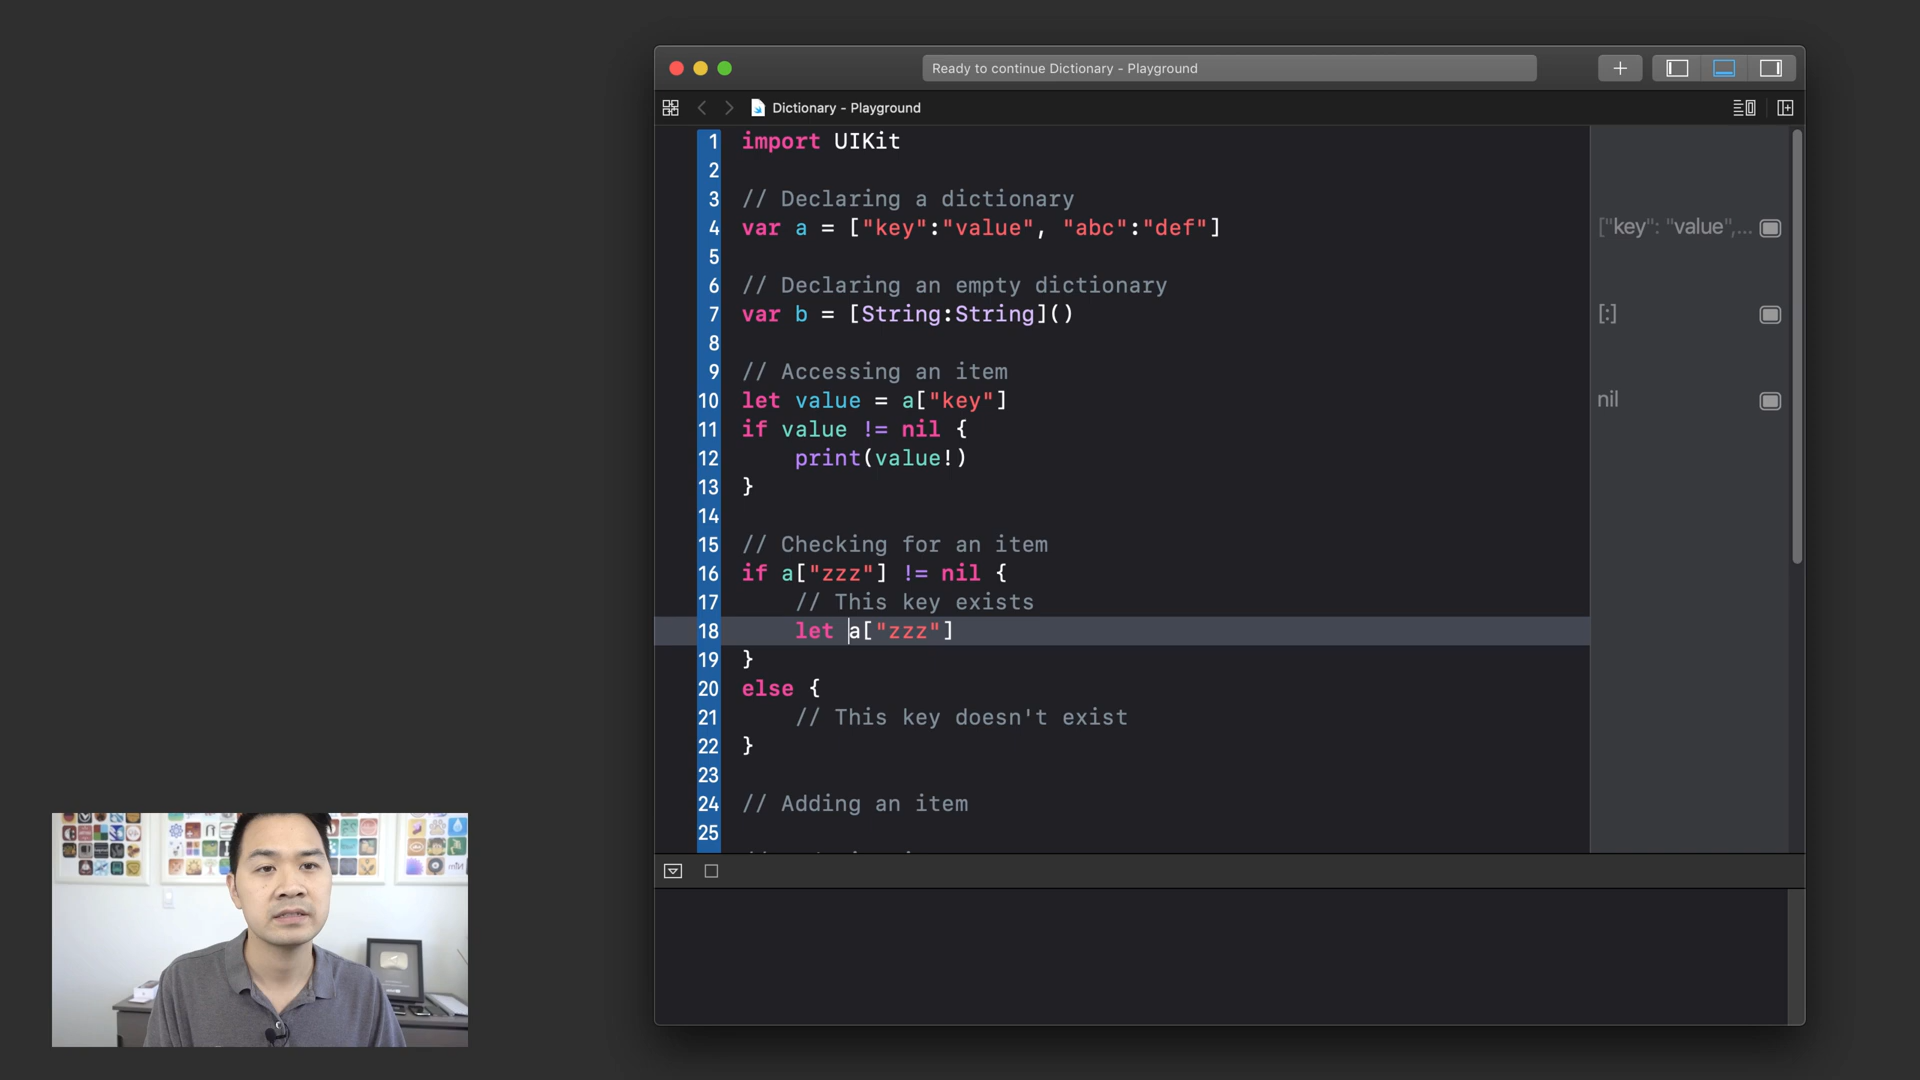 Ready to continue Dictionary - Playground
Dictionary - Playground
1 import UIKit
2
3 // Declaring a dictionary
4 var a = ["key":"value", "abc":"def"]
["key": "value",...
5
6 // Declaring an empty dictionary
7 var b = [String:String]()
[:]
8
9 // Accessing an item
10 let value = a["key"]
nil
11 if value != nil {
12 print(value!)
13 }
14
15 // Checking for an item
16 if a["zzz"] != nil {
17 // This key exists
18 let a["zzz"]
19 }
20 else {
21 // This key doesn't exist
22 }
23
24 // Adding an item
25